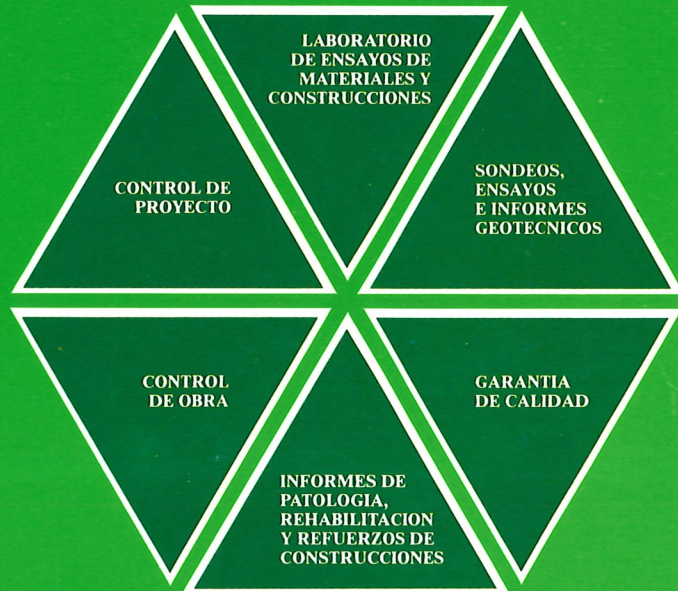 LABORATORIO
DE ENSAYOS DE
MATERIALES Y
CONSTRUCCIONES
CONTROL DE
PROYECTO
SONDEOS,
ENSAYOS
E INFORMES
GEOTECNICOS
CONTROL
DE OBRA
GARANTIA
DE CALIDAD
INFORMES DE
PATOLOGIA,
REHABILITACION
Y REFUERZOS DE
CONSTRUCCIONES